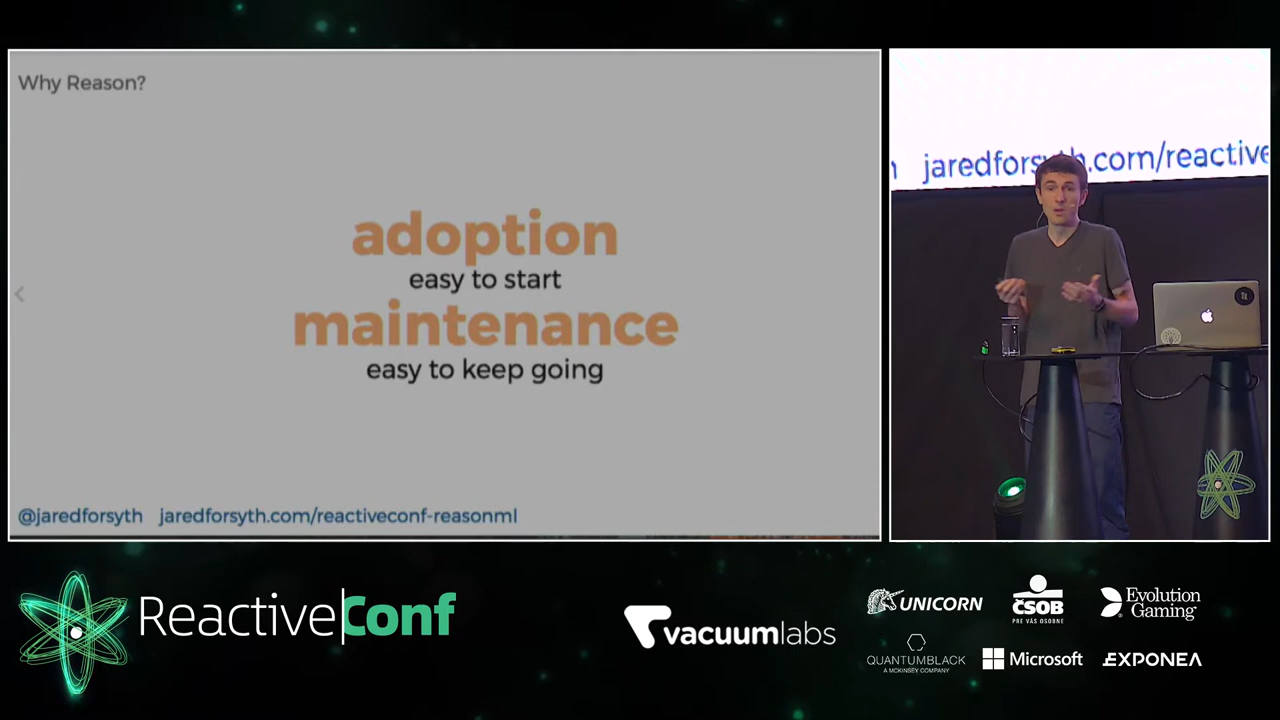 Why Reason?
adoption
easy to start
maintenance
easy to keep going
@jaredforsyth jaredforsyth.com/reactiveconf-reasonml
jaredforsyth.com/reactive
ReactiveConf
vacuumlabs
UNICORN
ČSOB
PRE VÁS OSOBNE
Evolution
Gaming
QUANTUMBLACK
A MCKINSEY COMPANY
Microsoft
EXPONEA